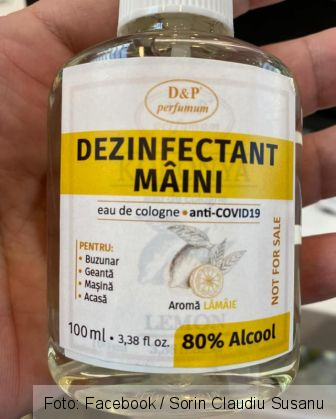 D&P
perfumum
DEZINFECTANT
MÂINI
eau de cologne • anti-COVID19
PENTRU:
• Buzunar
• Geantă
• Mașină
• Acasă
Aromă LĂMÂIE
NOT FOR SALE
LEMON
100 ml • 3,38 fl oz.
80% Alcool
Foto: Facebook / Sorin Claudiu Susanu